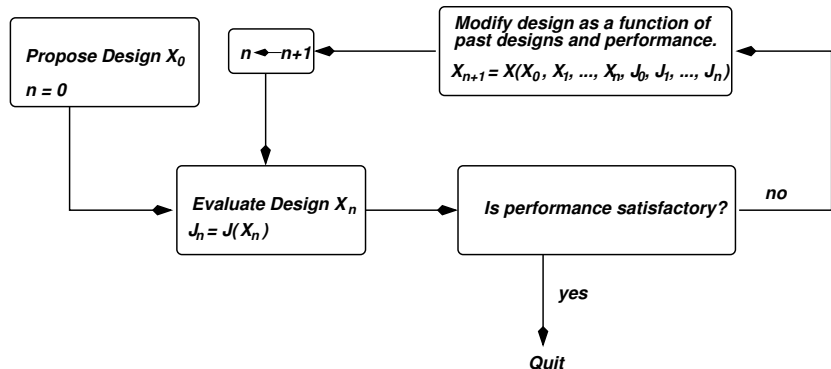 Propose Design X₀
n = 0
n ← n+1
Modify design as a function of
past designs and performance.
Xₙ₊₁ = X(X₀, X₁, ..., Xₙ, J₀, J₁, ..., Jₙ)
Evaluate Design Xₙ
Jₙ = J(Xₙ)
Is performance satisfactory?
no
yes
Quit